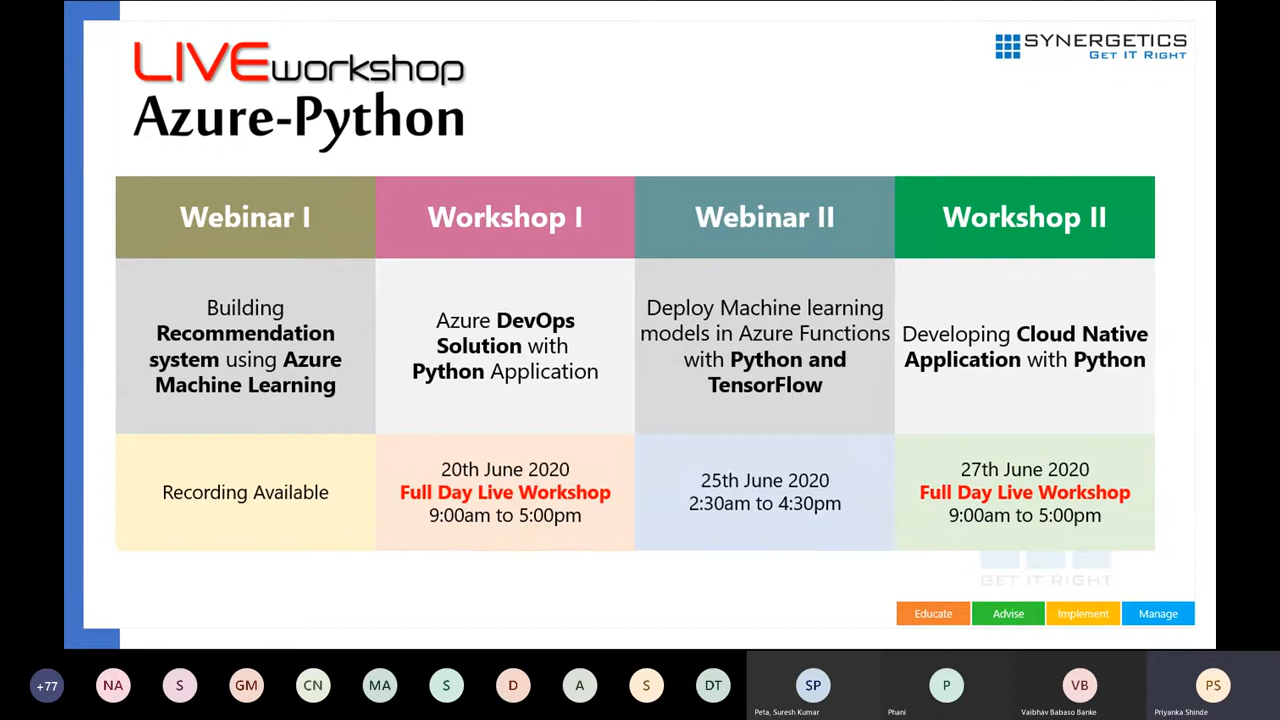 LIVEworkshop
Azure-Python
SYNERGETICS
GET IT RIGHT
Webinar I
Workshop I
Webinar II
Workshop II
Building
Recommendation
system using Azure
Machine Learning
Azure DevOps
Solution with
Python Application
Deploy Machine learning
models in Azure Functions
with Python and
TensorFlow
Developing Cloud Native
Application with Python
Recording Available
20th June 2020
Full Day Live Workshop
9:00am to 5:00pm
25th June 2020
2:30am to 4:30pm
27th June 2020
Full Day Live Workshop
9:00am to 5:00pm
GET IT RIGHT
Educate
Advise
Implement
Manage
+77
NA
S
GM
CN
MA
S
D
A
S
DT
SP
P
VB
PS
Peta, Suresh Kumar
Phani
Vaibhav Babaso Banke
Priyanka Shinde